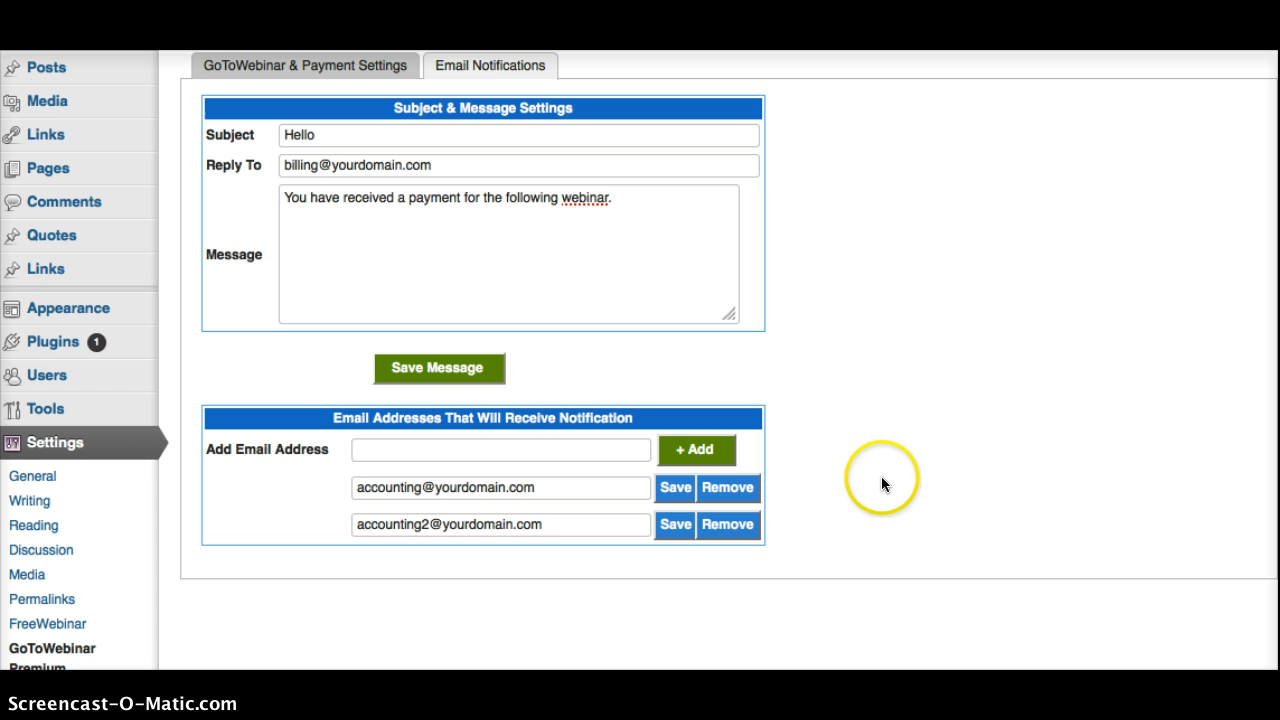 Posts
Media
Links
Pages
Comments
Quotes
Links
Appearance
Plugins 1
Users
Tools
Settings
General
Writing
Reading
Discussion
Media
Permalinks
FreeWebinar
GoToWebinar
Premium
GoToWebinar & Payment Settings
Email Notifications
Subject & Message Settings
Subject Hello
Reply To billing@yourdomain.com
Message You have received a payment for the following webinar.
Save Message
Email Addresses That Will Receive Notification
Add Email Address + Add
accounting@yourdomain.com Save Remove
accounting2@yourdomain.com Save Remove
Screencast-O-Matic.com